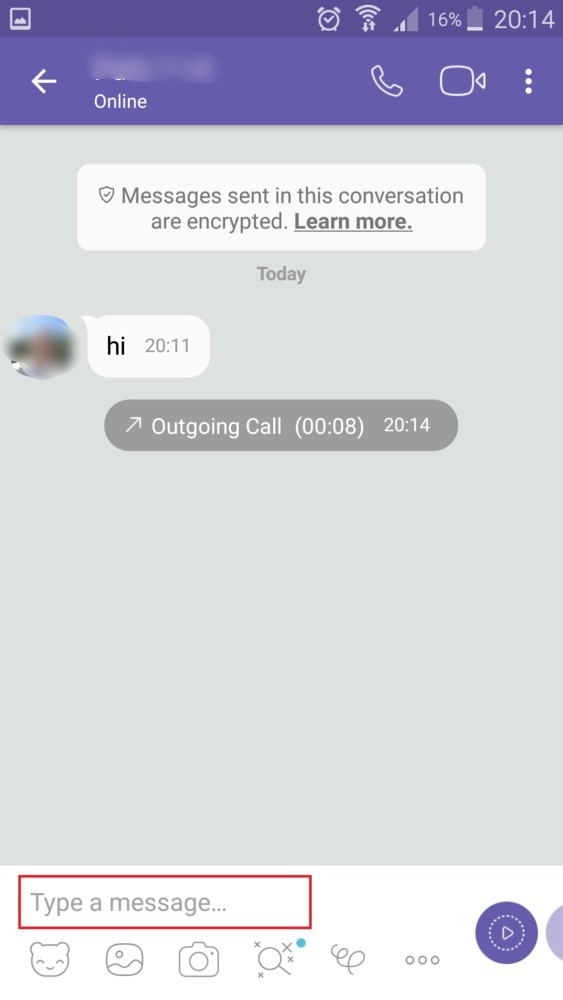 16% 20:14
Online
Messages sent in this conversation
are encrypted. Learn more.
Today
hi 20:11
Outgoing Call (00:08) 20:14
Type a message...